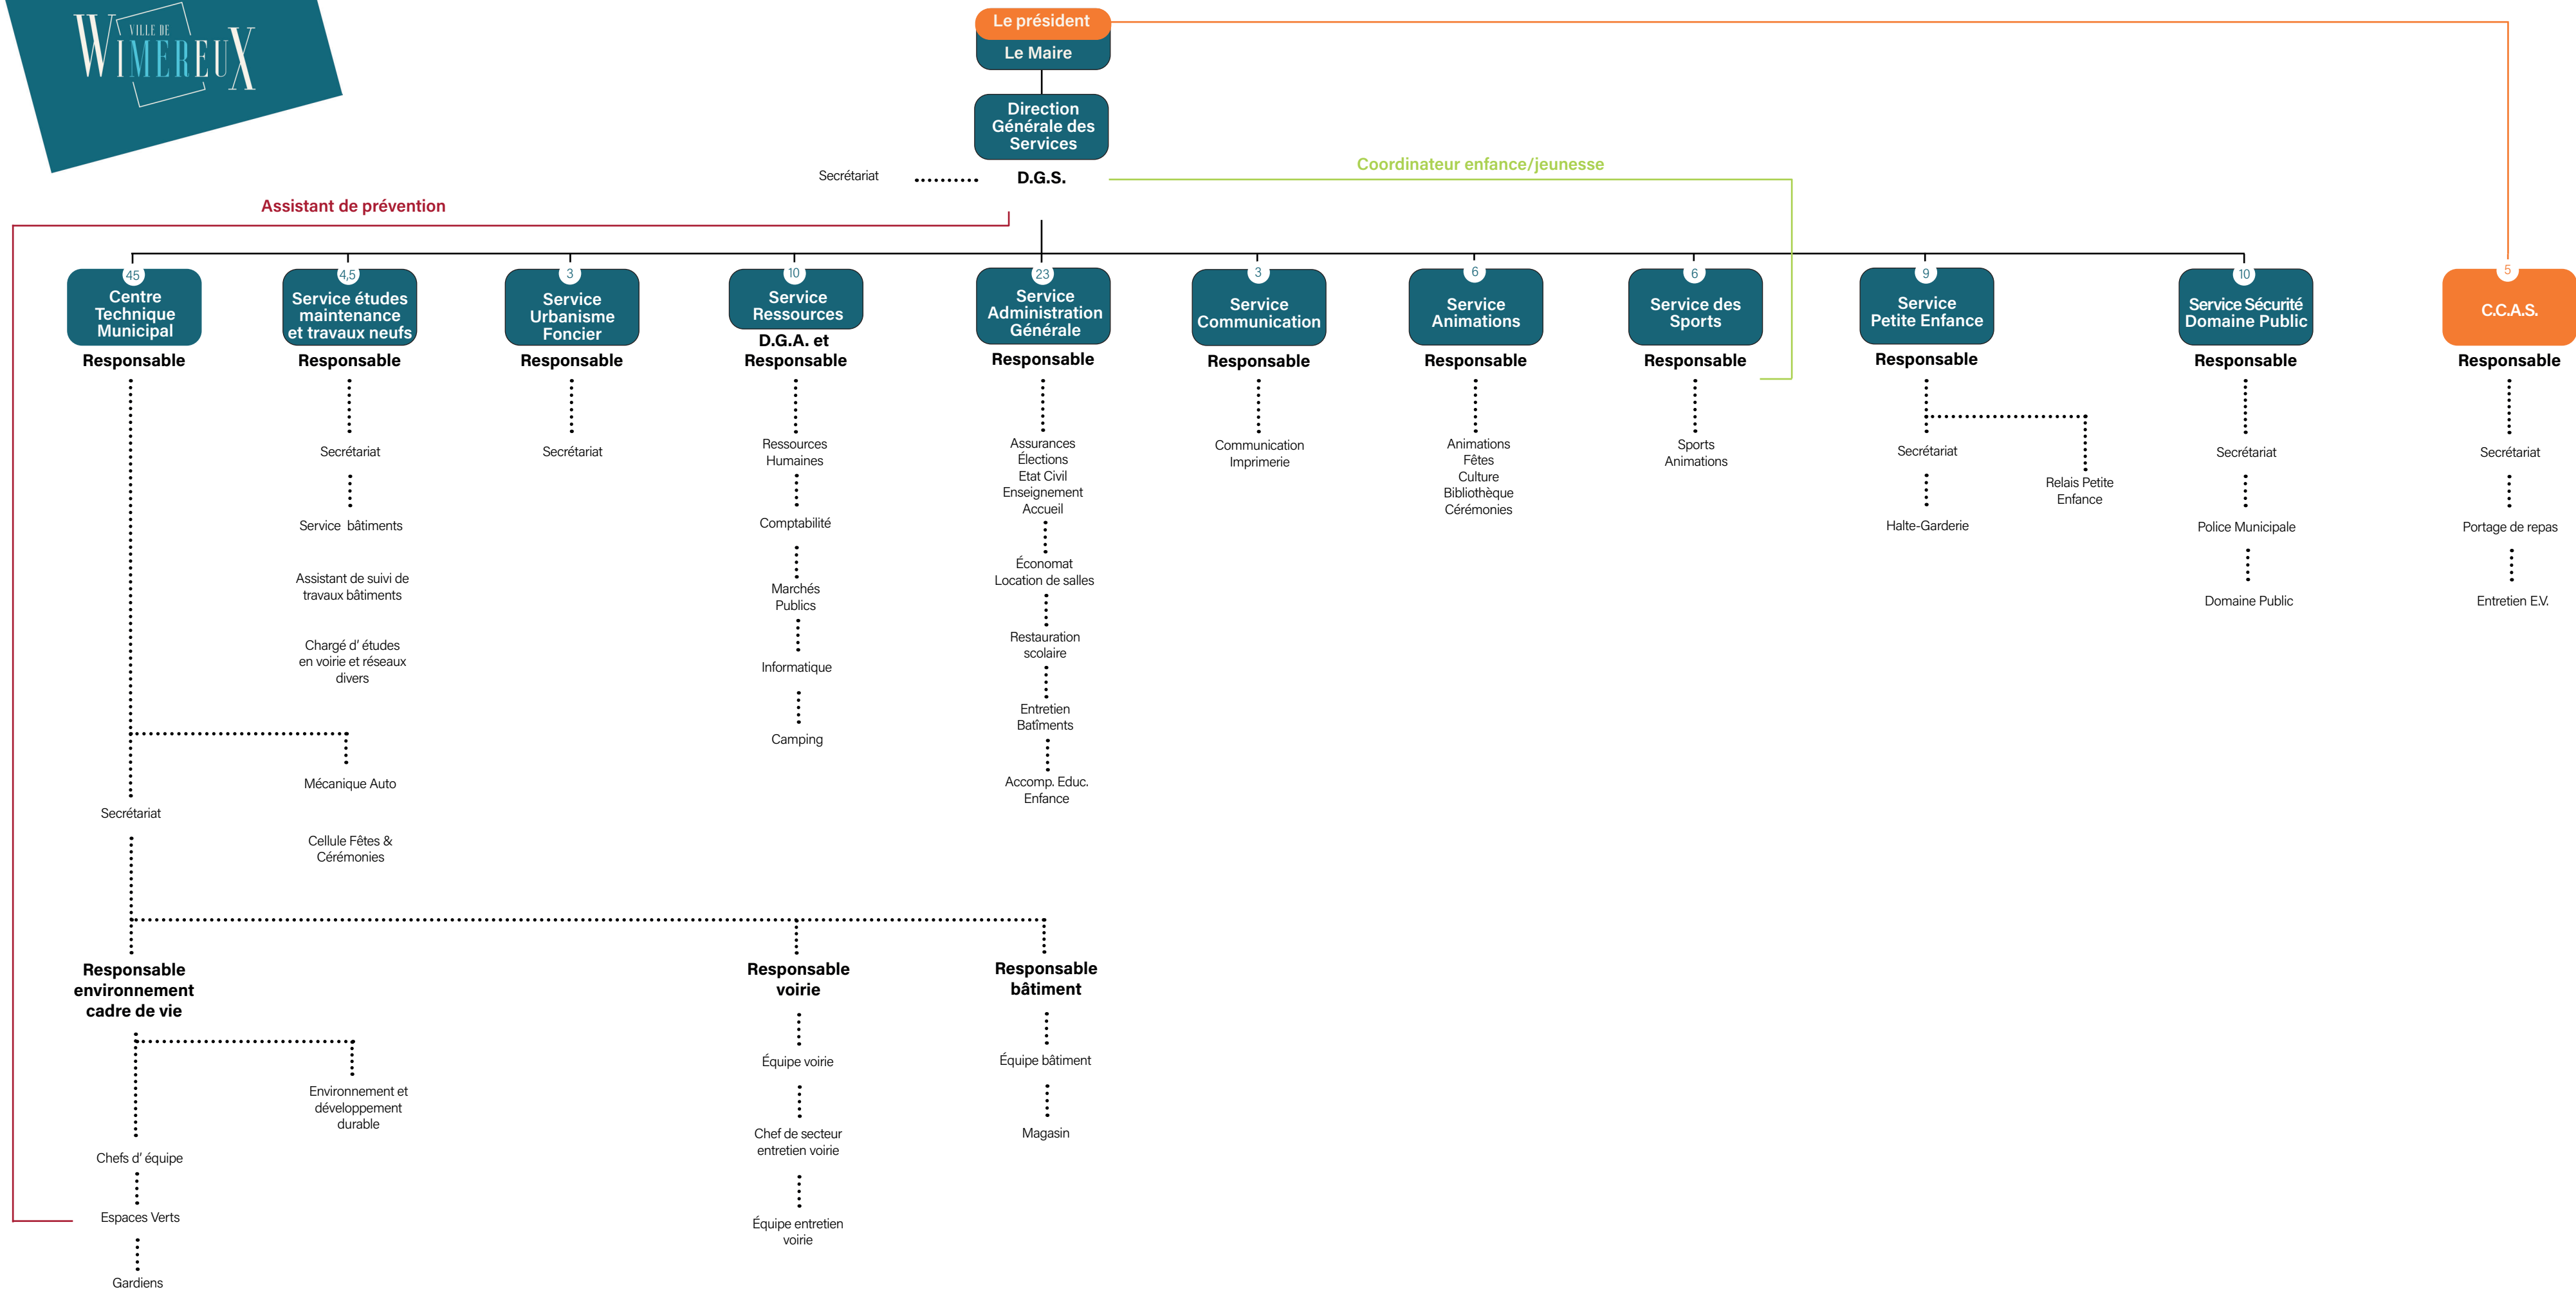 VILLE DE
WIMEREUX
Le président
Le Maire
Direction
Générale des
Services
Secrétariat
D.G.S.
Coordinateur enfance/jeunesse
Assistant de prévention
45
Centre
Technique
Municipal
Responsable
4,5
Service études
maintenance
et travaux neufs
Responsable
3
Service
Urbanisme
Foncier
Responsable
10
Service
Ressources
D.G.A. et
Responsable
23
Service
Administration
Générale
Responsable
3
Service
Communication
Responsable
6
Service
Animations
Responsable
6
Service des
Sports
Responsable
9
Service
Petite Enfance
Responsable
10
Service Sécurité
Domaine Public
Responsable
5
C.C.A.S.
Responsable
Secrétariat
Service bâtiments
Assistant de suivi de
travaux bâtiments
Chargé d' études
en voirie et réseaux
divers
Secrétariat
Ressources
Humaines
Comptabilité
Marchés
Publics
Informatique
Camping
Assurances
Élections
Etat Civil
Enseignement
Accueil
Économat
Location de salles
Restauration
scolaire
Entretien
Batîments
Accomp. Educ.
Enfance
Communication
Imprimerie
Animations
Fêtes
Culture
Bibliothèque
Cérémonies
Sports
Animations
Secrétariat
Halte-Garderie
Relais Petite
Enfance
Secrétariat
Police Municipale
Domaine Public
Secrétariat
Portage de repas
Entretien E.V.
Mécanique Auto
Cellule Fêtes &
Cérémonies
Secrétariat
Responsable
environnement
cadre de vie
Environnement et
développement
durable
Chefs d' équipe
Espaces Verts
Gardiens
Responsable
voirie
Équipe voirie
Chef de secteur
entretien voirie
Équipe entretien
voirie
Responsable
bâtiment
Équipe bâtiment
Magasin